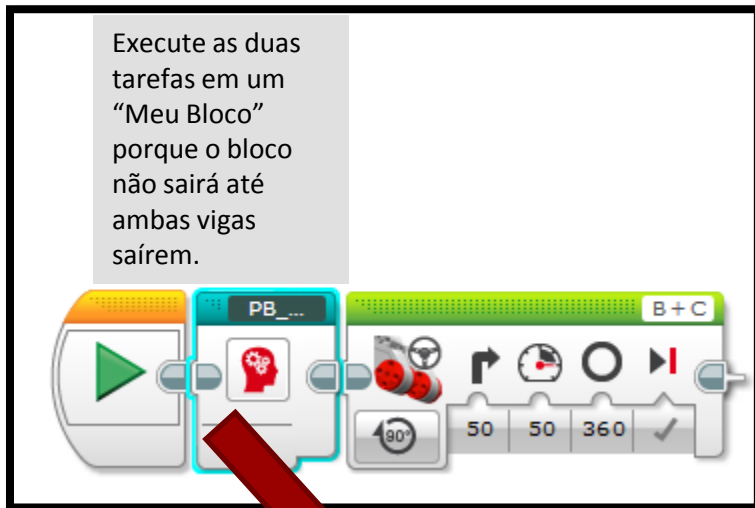 Execute as duas
tarefas em um
“Meu Bloco”
porque o bloco
não sairá até
ambas vigas
saírem.
PB_...
B + C
90°
50
50
360